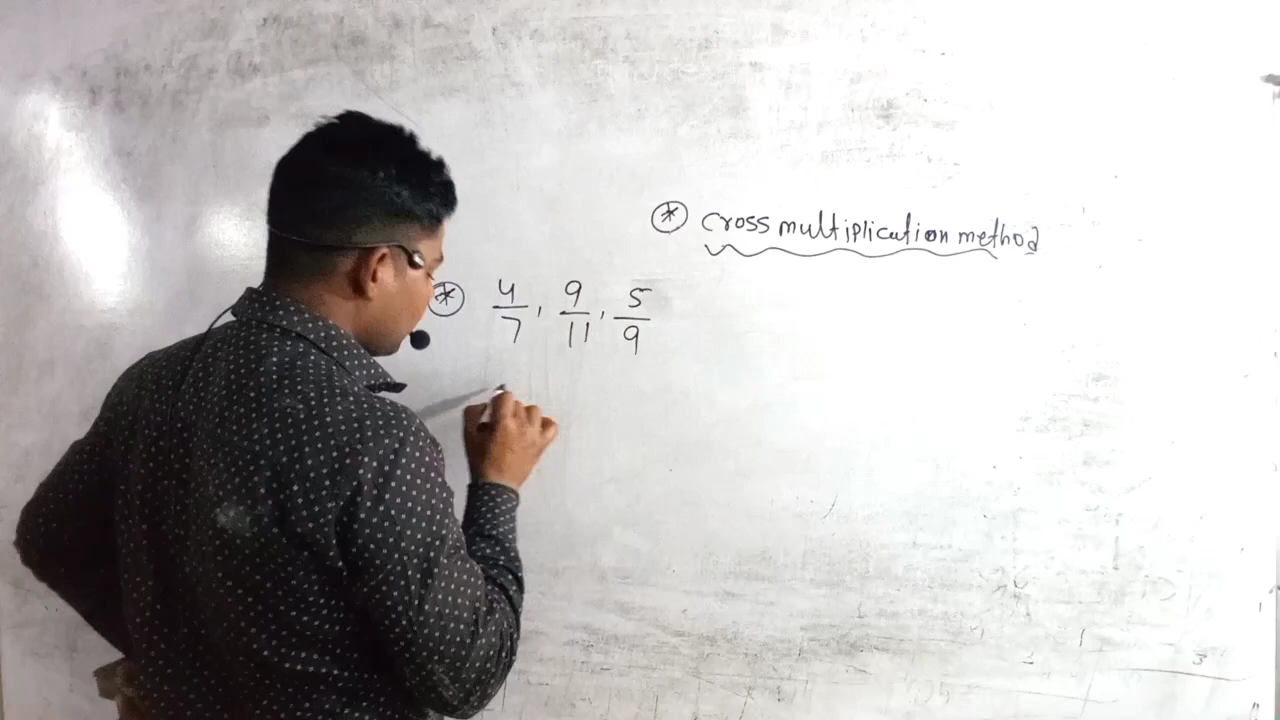 * cross multiplication method
* 4/7, 9/11, 5/9